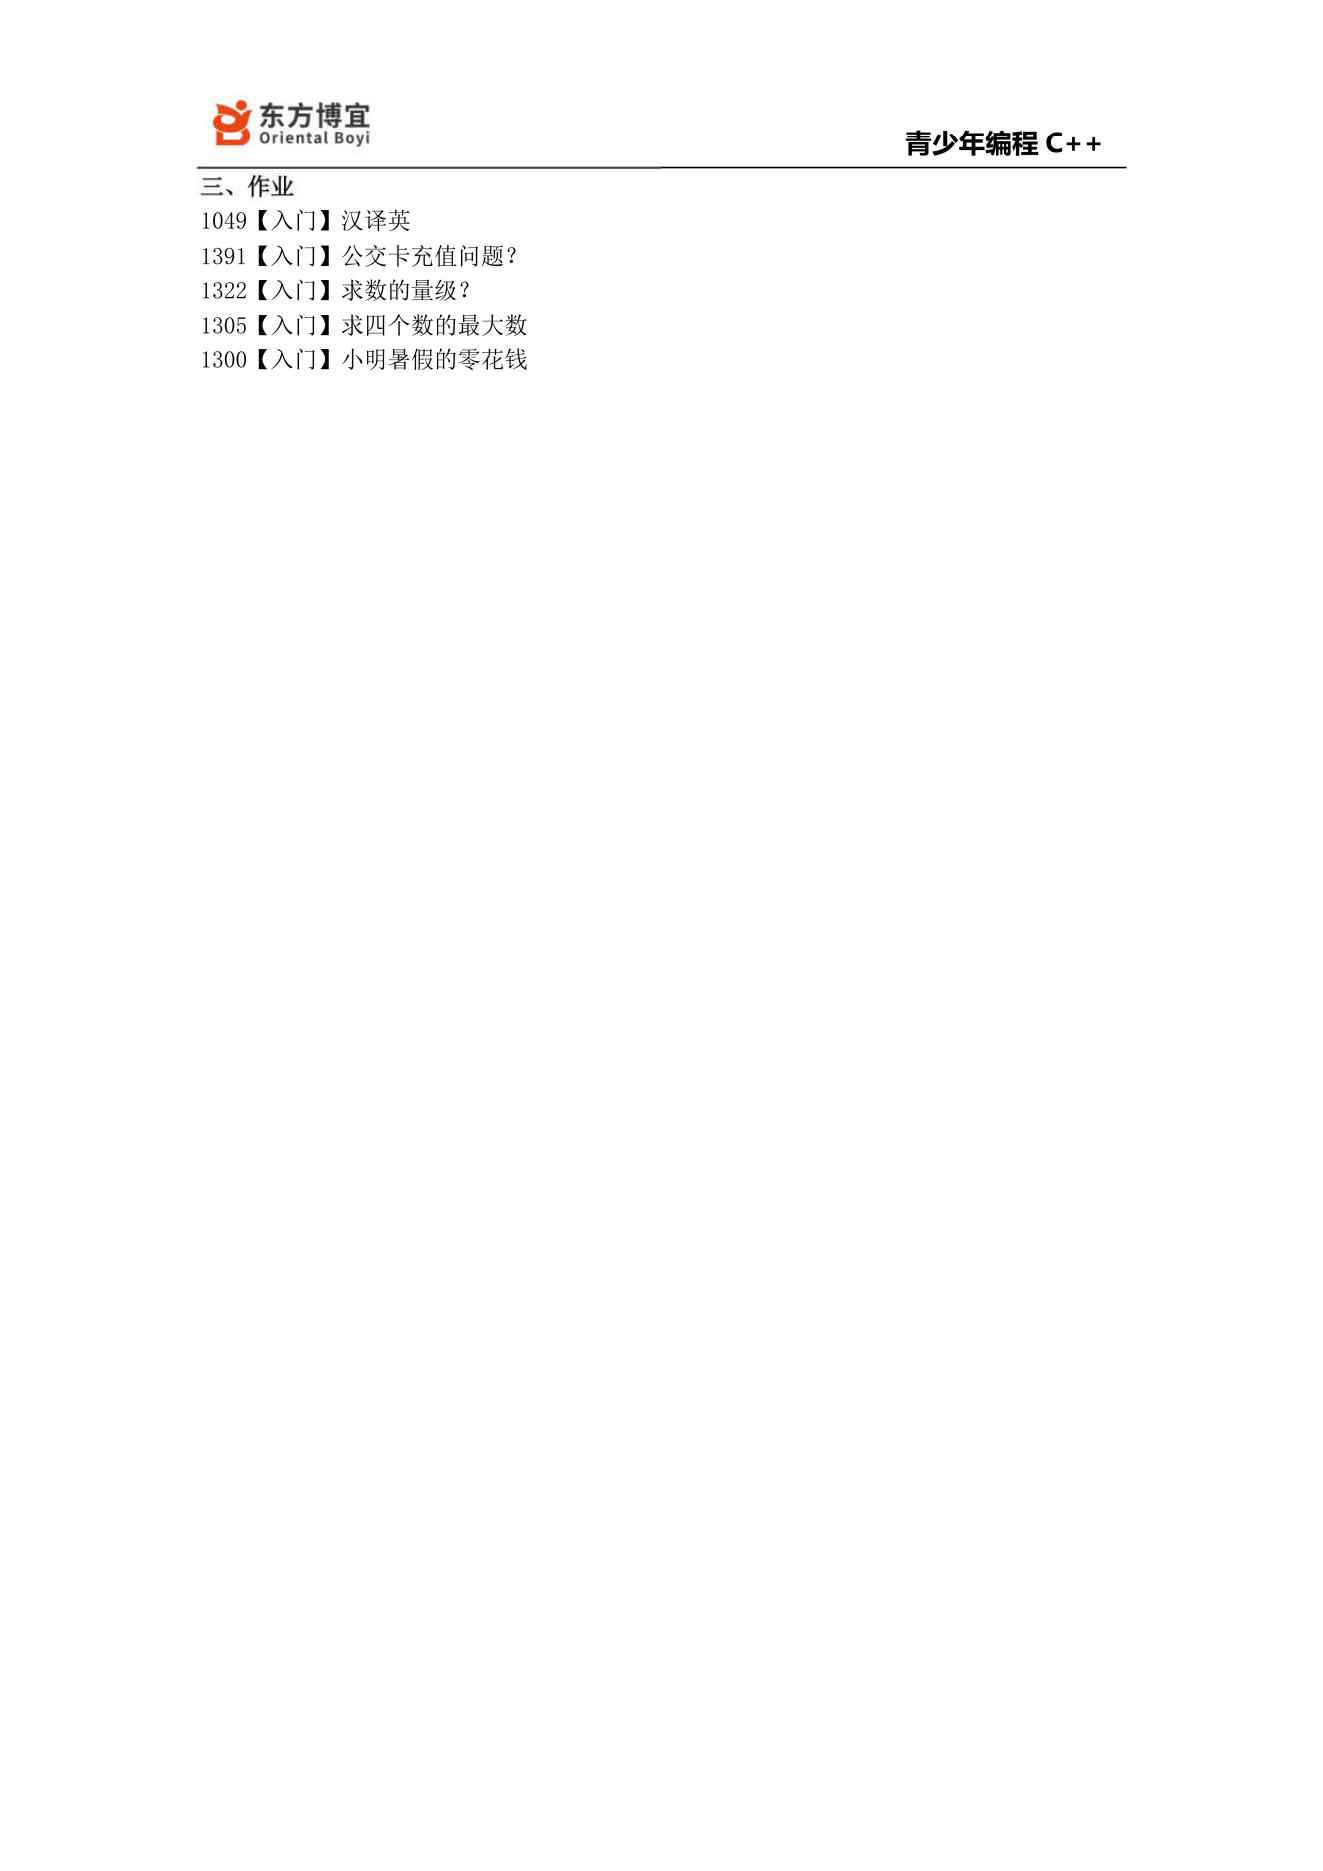 东方博宜
Oriental Boyi
青少年编程 C++
三、作业
1049【入门】汉译英
1391【入门】公交卡充值问题？
1322【入门】求数的量级？
1305【入门】求四个数的最大数
1300【入门】小明暑假的零花钱